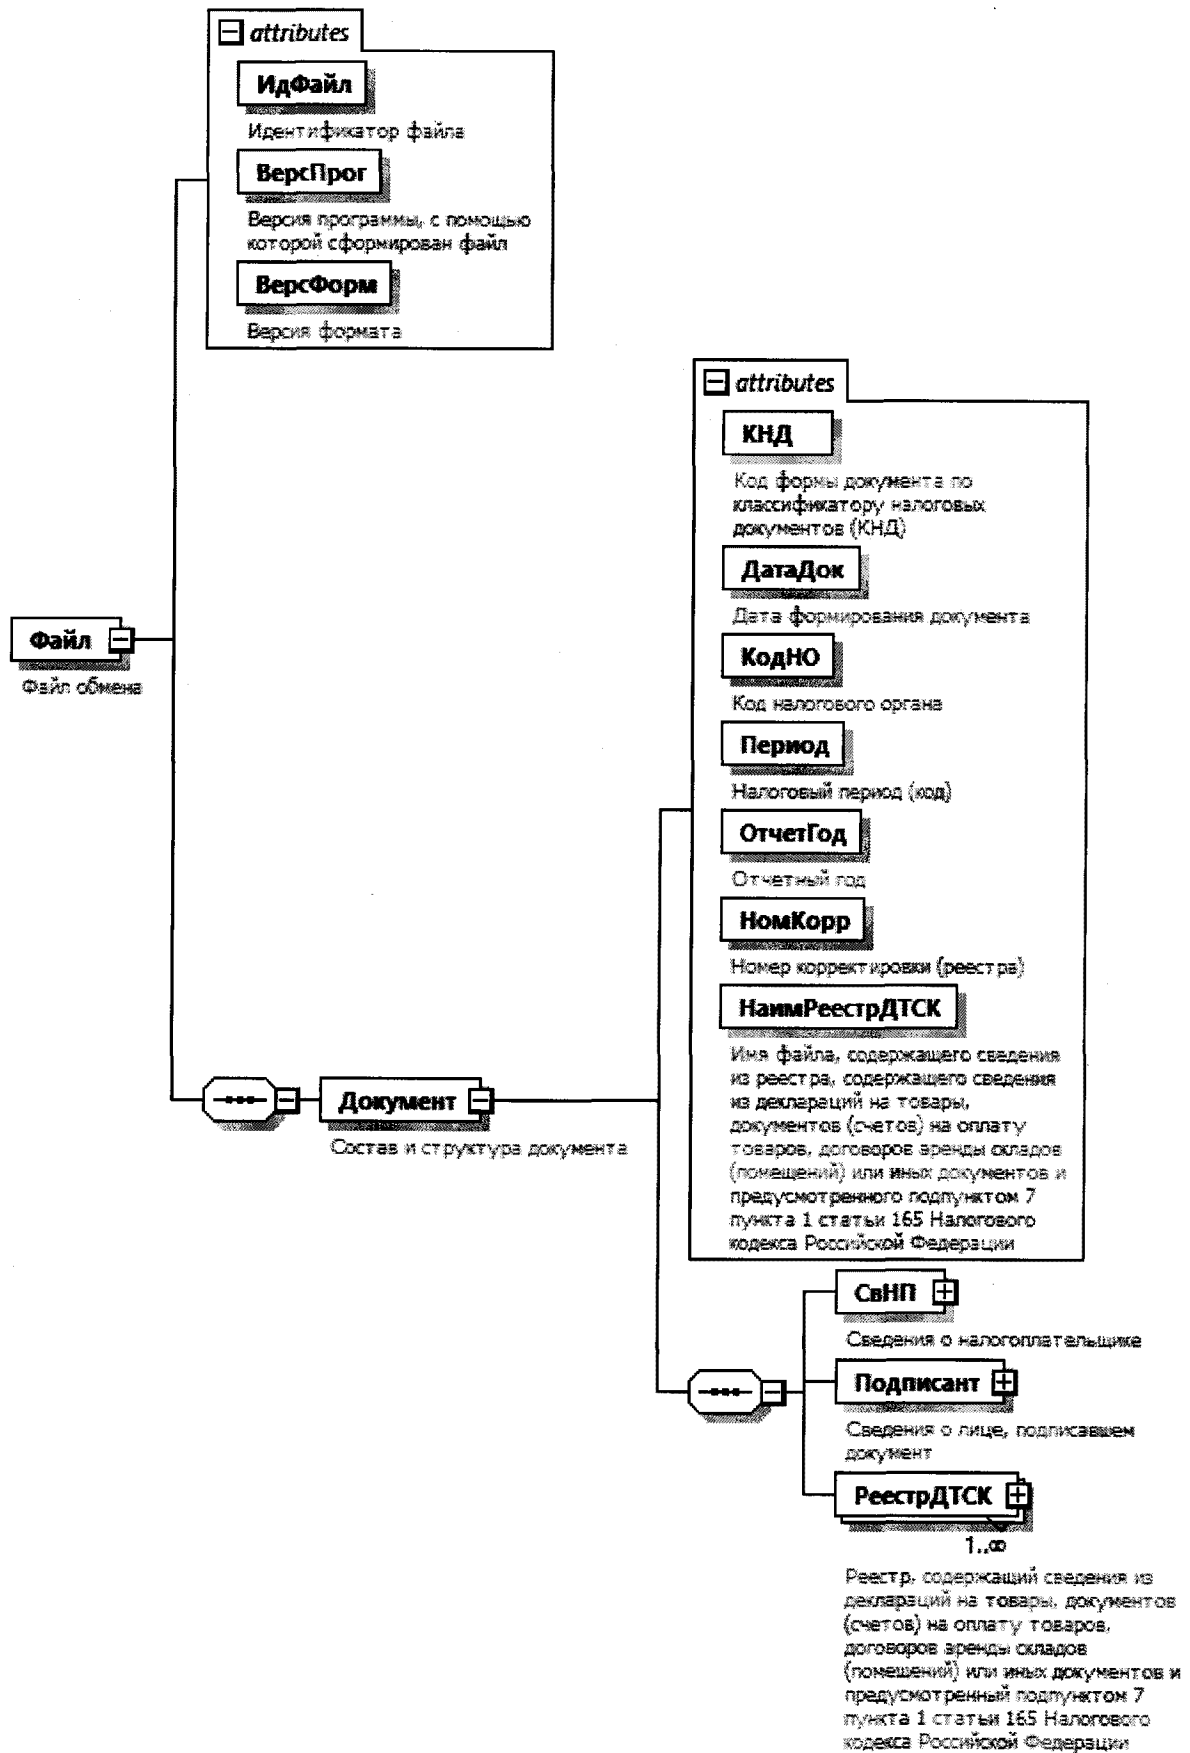 attributes
ИдФайл
Идентификатор файла
ВерсПрог
Версия программы, с помощью
которой сформирован файл
ВерсФорм
Версия формата
attributes
КНД
Код формы документа по
классификатору налоговых
документов (КНД)
ДатаДок
Дата формирования документа
КодНО
Код налогового органа
Период
Налоговый период (код)
ОтчетГод
Отчетный год
НомКорр
Номер корректировки (реестра)
НаимРеестрДТСК
Имя файла, содержащего сведения
из реестра, содержащего сведения
из деклараций на товары,
документов (счетов) на оплату
товаров, договоров аренды складов
(помещений) или иных документов и
предусмотренного подпунктом 7
пункта 1 статьи 165 Налогового
кодекса Российской Федерации
Файл
Файл обмена
Документ
Состав и структура документа
СвНП
Сведения о налогоплательщике
Подписант
Сведения о лице, подписавшем
документ
РеестрДТСК
1..∞
Реестр, содержащий сведения из
деклараций на товары, документов
(счетов) на оплату товаров,
договоров аренды складов
(помещений) или иных документов и
предусмотренный подпунктом 7
пункта 1 статьи 165 Налогового
кодекса Российской Федерации